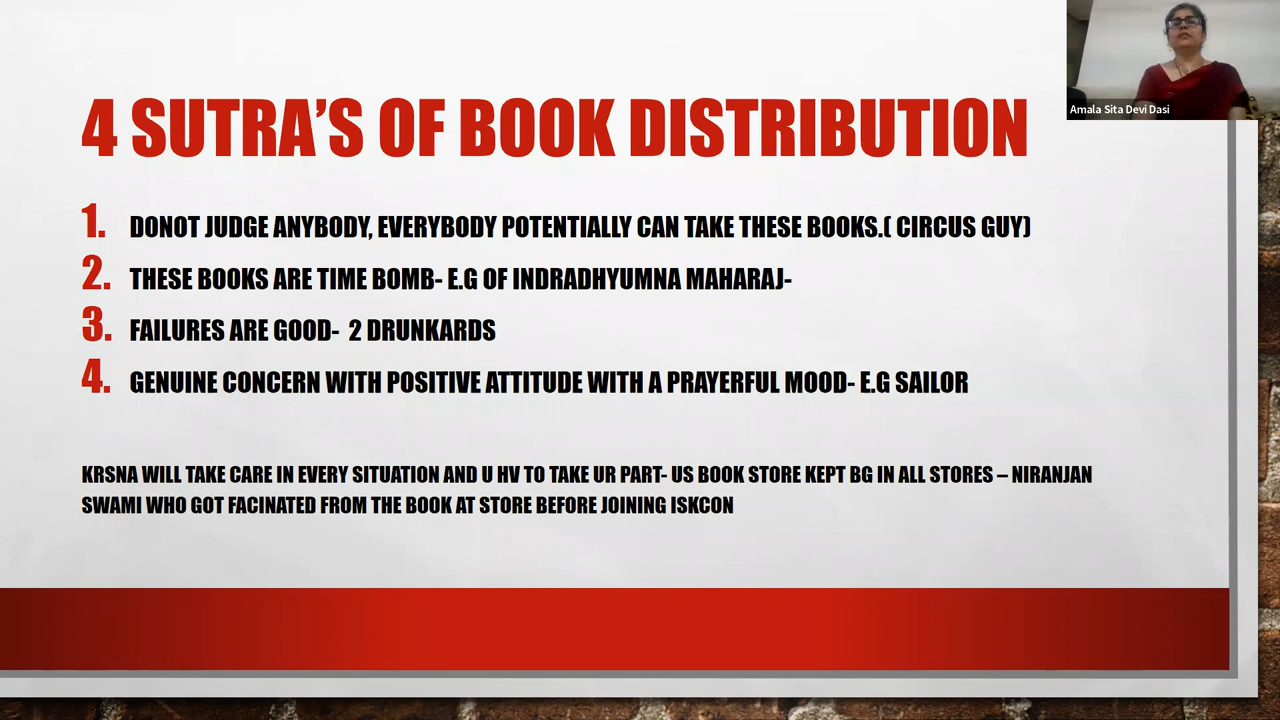 4 SUTRA'S OF BOOK DISTRIBUTION
1. DONOT JUDGE ANYBODY, EVERYBODY POTENTIALLY CAN TAKE THESE BOOKS.( CIRCUS GUY)
2. THESE BOOKS ARE TIME BOMB- E.G OF INDRADHYUMNA MAHARAJ-
3. FAILURES ARE GOOD- 2 DRUNKARDS
4. GENUINE CONCERN WITH POSITIVE ATTITUDE WITH A PRAYERFUL MOOD- E.G SAILOR
KRSNA WILL TAKE CARE IN EVERY SITUATION AND U HV TO TAKE UR PART- US BOOK STORE KEPT BG IN ALL STORES – NIRANJAN
SWAMI WHO GOT FACINATED FROM THE BOOK AT STORE BEFORE JOINING ISKCON
Amala Sita Devi Dasi